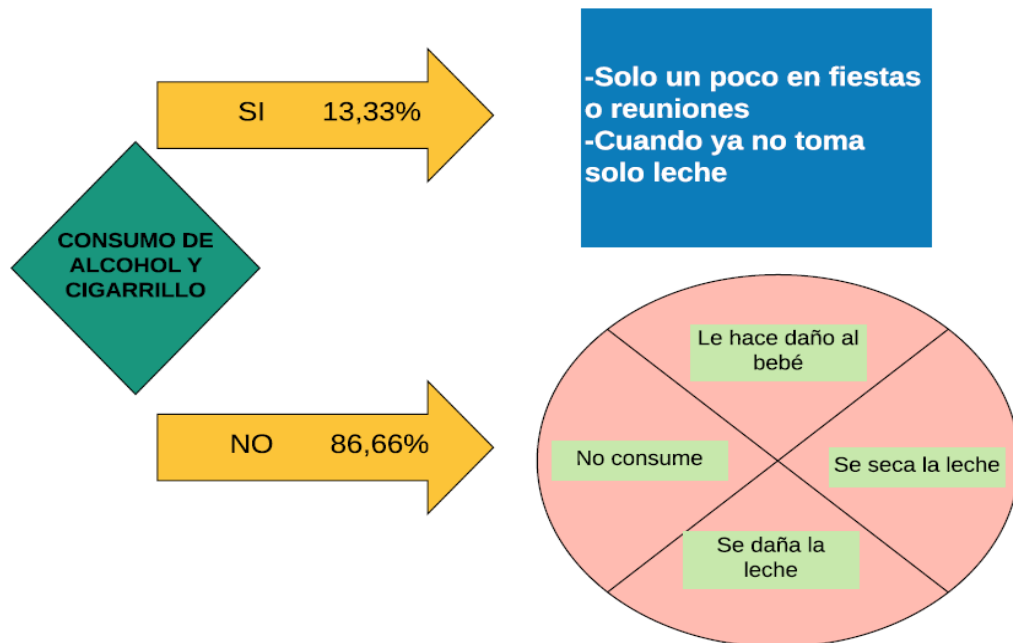 SI 13,33%
-Solo un poco en fiestas
o reuniones
-Cuando ya no toma
solo leche
CONSUMO DE
ALCOHOL Y
CIGARRILLO
NO 86,66%
Le hace daño al
bebé
No consume
Se seca la leche
Se daña la
leche